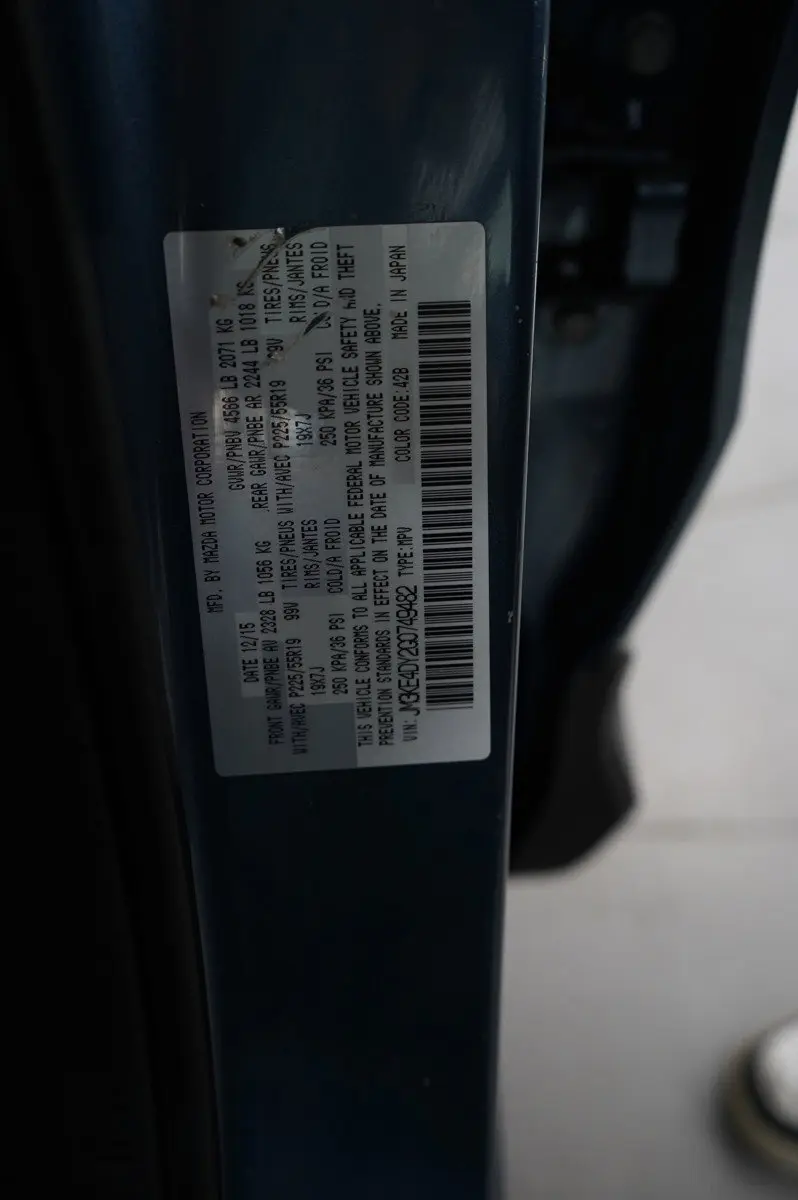 MFD. BY MAZDA MOTOR CORPORATION
DATE 12/15 GVWR/PNBV 4566 LB 2071 KG
FRONT GAWR/PNBE AV 2328 LB 1056 KG REAR GAWR/PNBE AR 2244 LB 1018 KG
WITH/AVEC P225/55R19 99V TIRES/PNEUS WITH/AVEC P225/55R19 99V TIRES/PNEUS
19X7J RIMS/JANTES 19X7J RIMS/JANTES
250 KPA/36 PSI COLD/A FROID 250 KPA/36 PSI COLD/A FROID
THIS VEHICLE CONFORMS TO ALL APPLICABLE FEDERAL MOTOR VEHICLE SAFETY AND THEFT
PREVENTION STANDARDS IN EFFECT ON THE DATE OF MANUFACTURE SHOWN ABOVE.
VIN: JM3KE4DY2G0749482 TYPE:MPV COLOR CODE:42B MADE IN JAPAN